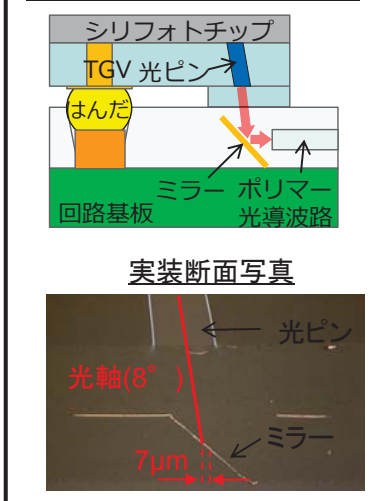 シリフォトチップ
TGV 光ピン
はんだ
ミラー ポリマー
回路基板 光導波路
実装断面写真
光ピン
光軸(8°)
ミラー
7μm